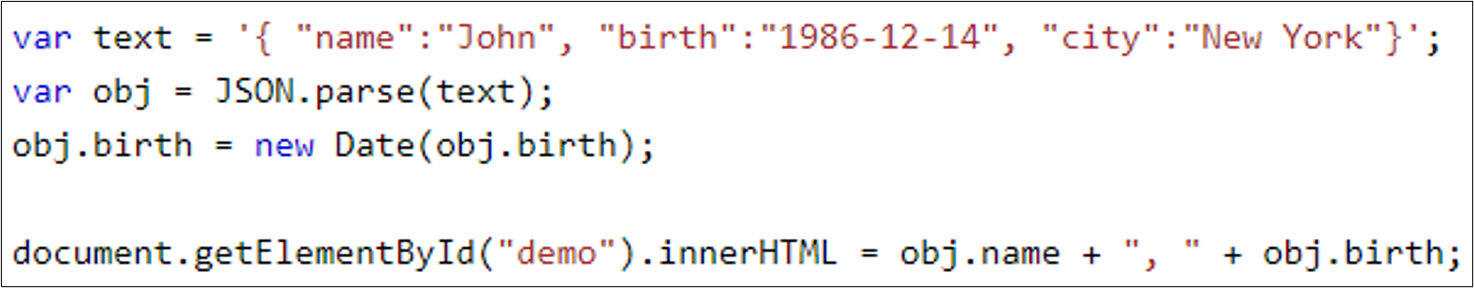 var text = '{ "name":"John", "birth":"1986-12-14", "city":"New York"}';
var obj = JSON.parse(text);
obj.birth = new Date(obj.birth);
document.getElementById("demo").innerHTML = obj.name + ", " + obj.birth;